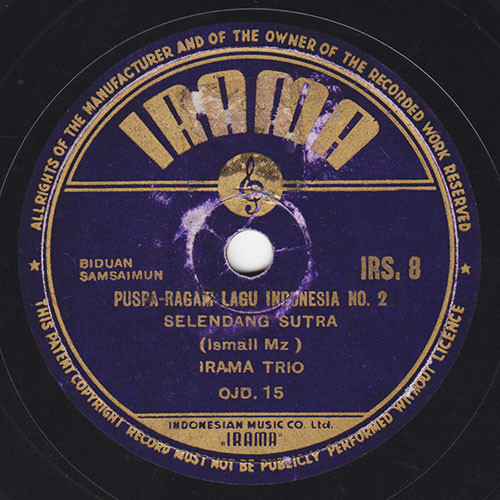 ALL RIGHTS OF THE MANUFACTURER AND OF THE OWNER OF THE RECORDED WORK RESERVED
IRAMA
BIDUAN
SAMSAIMUN
IRS. 8
PUSPA-RAGAM LAGU INDONESIA NO. 2
SELENDANG SUTRA
(Ismail Mz)
IRAMA TRIO
OJD. 15
INDONESIAN MUSIC CO. Ltd.
„IRAMA"
THIS PATENT COPYRIGHT RECORD MUST NOT BE PUBLICLY PERFORMED WITHOUT LICENCE